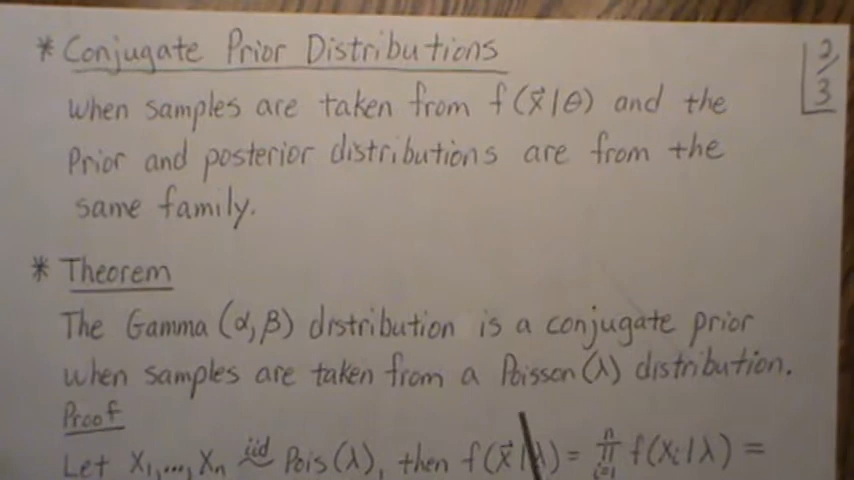 * Conjugate Prior Distributions
2/3
when samples are taken from f(x⃗|θ) and the
Prior and posterior distributions are from the
same family.
* Theorem
The Gamma (α,β) distribution is a conjugate prior
when samples are taken from a Poisson(λ) distribution.
Proof
Let X₁,...,Xₙ iid~ Pois(λ), then f(x⃗|λ) = ∏ᵢ₌₁ⁿ f(xᵢ|λ) =